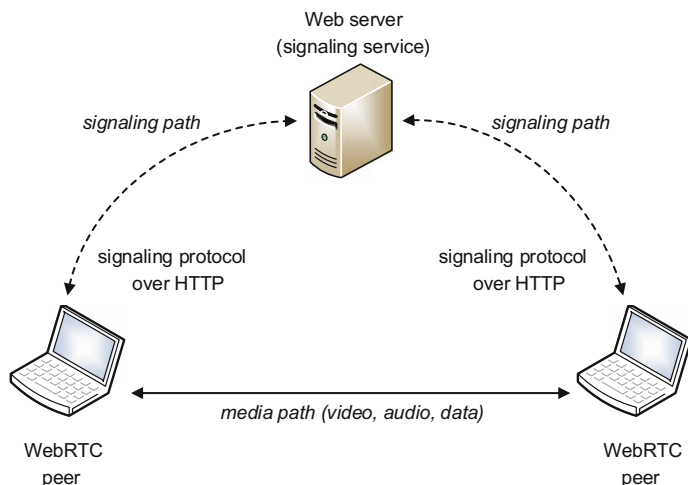 Web server
(signaling service)
signaling path
signaling path
signaling protocol
over HTTP
signaling protocol
over HTTP
media path (video, audio, data)
WebRTC
peer
WebRTC
peer